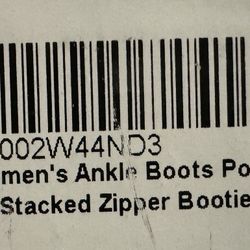 002W44ND3
men's Ankle Boots Po
Stacked Zipper Bootie